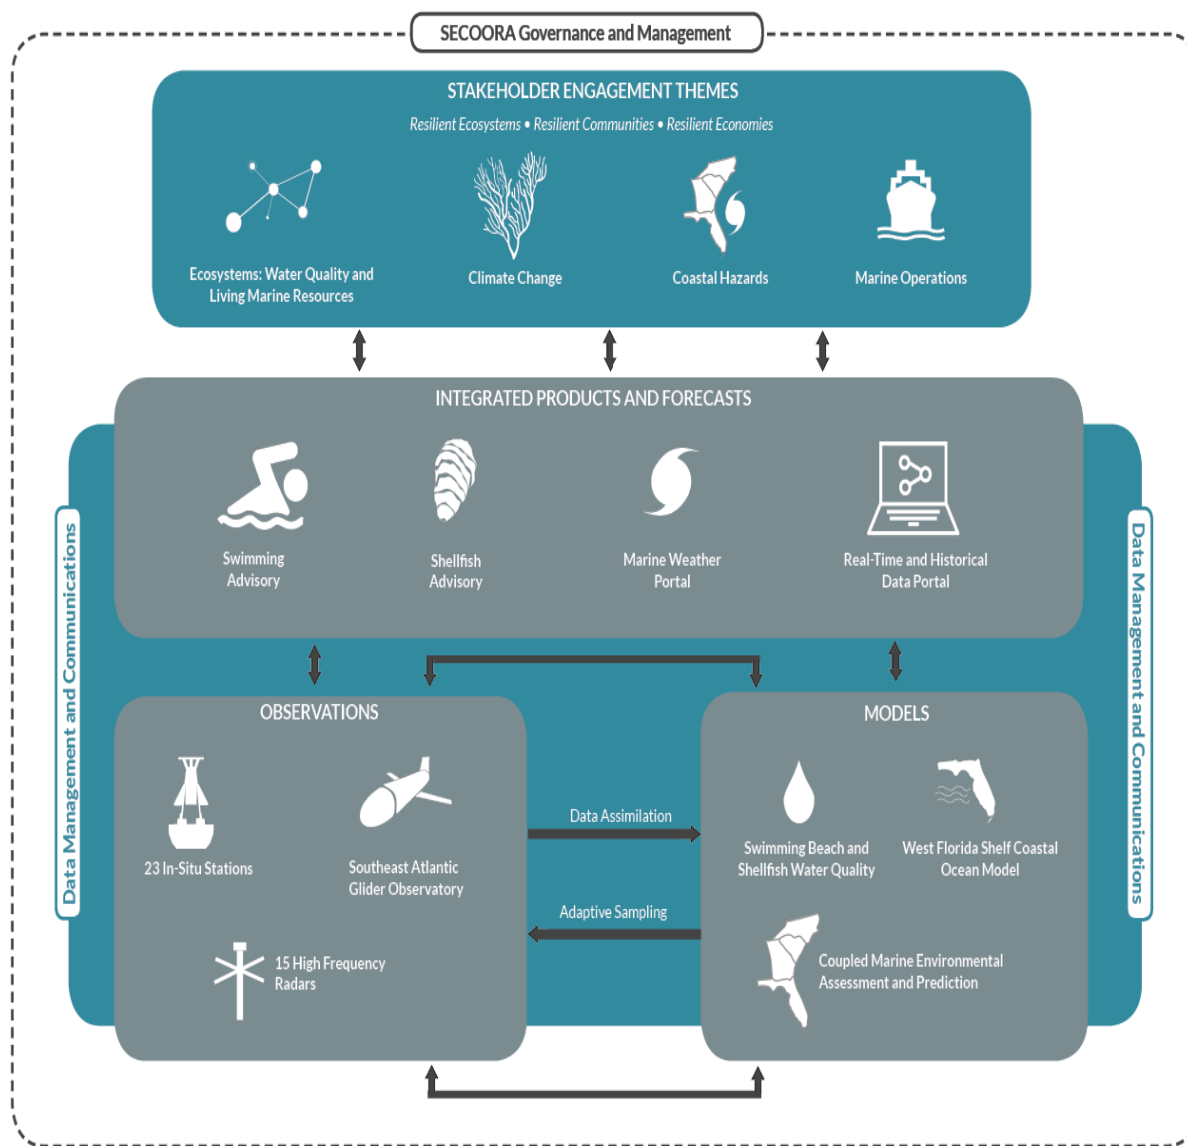 SECOORA Governance and Management
STAKEHOLDER ENGAGEMENT THEMES
Resilient Ecosystems • Resilient Communities • Resilient Economies
Ecosystems: Water Quality and
Living Marine Resources
Climate Change
Coastal Hazards
Marine Operations
INTEGRATED PRODUCTS AND FORECASTS
Swimming
Advisory
Shellfish
Advisory
Marine Weather
Portal
Real-Time and Historical
Data Portal
Data Management and Communications
Data Management and Communications
OBSERVATIONS
23 In-Situ Stations
Southeast Atlantic
Glider Observatory
15 High Frequency
Radars
Data Assimilation
Adaptive Sampling
MODELS
Swimming Beach and
Shellfish Water Quality
West Florida Shelf Coastal
Ocean Model
Coupled Marine Environmental
Assessment and Prediction